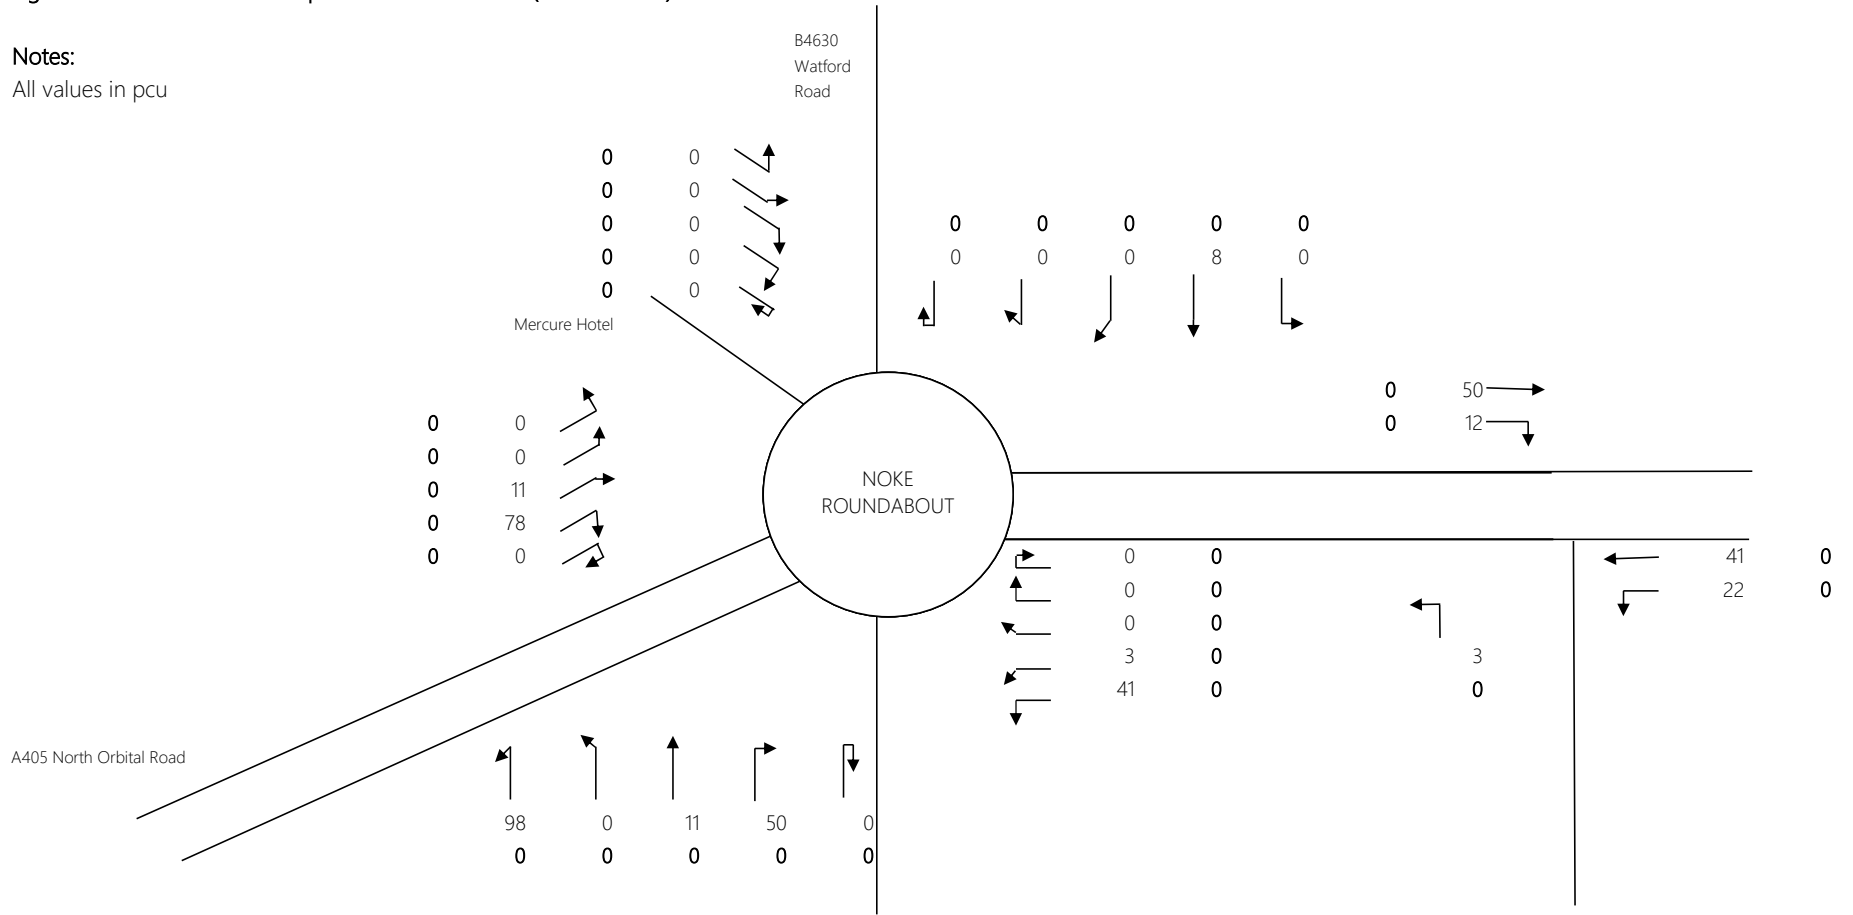 Notes:
All values in pcu
B4630
Watford
Road
0 0
0 0
0 0
0 0
0 0
Mercure Hotel
0 0 0 0 0
0 0 0 8 0
0 50
0 12
0 0
0 0
0 11
0 78
0 0
NOKE
ROUNDABOUT
0 0
0 0
0 0
3 0
41 0
3
0
41 0
22 0
A405 North Orbital Road
98 0 11 50 0
0 0 0 0 0